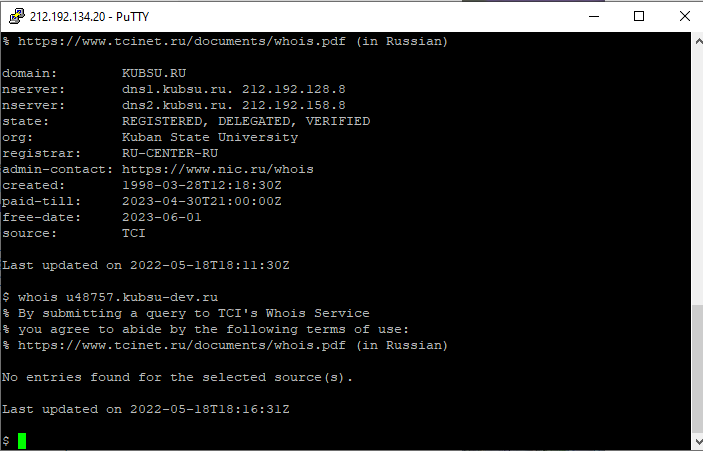 212.192.134.20 - PuTTY
% https://www.tcinet.ru/documents/whois.pdf (in Russian)
domain:        KUBSU.RU
nserver:       dns1.kubsu.ru. 212.192.128.8
nserver:       dns2.kubsu.ru. 212.192.158.8
state:         REGISTERED, DELEGATED, VERIFIED
org:           Kuban State University
registrar:     RU-CENTER-RU
admin-contact: https://www.nic.ru/whois
created:       1998-03-28T12:18:30Z
paid-till:     2023-04-30T21:00:00Z
free-date:     2023-06-01
source:        TCI
Last updated on 2022-05-18T18:11:30Z
$ whois u48757.kubsu-dev.ru
% By submitting a query to TCI's Whois Service
% you agree to abide by the following terms of use:
% https://www.tcinet.ru/documents/whois.pdf (in Russian)
No entries found for the selected source(s).
Last updated on 2022-05-18T18:16:31Z
$